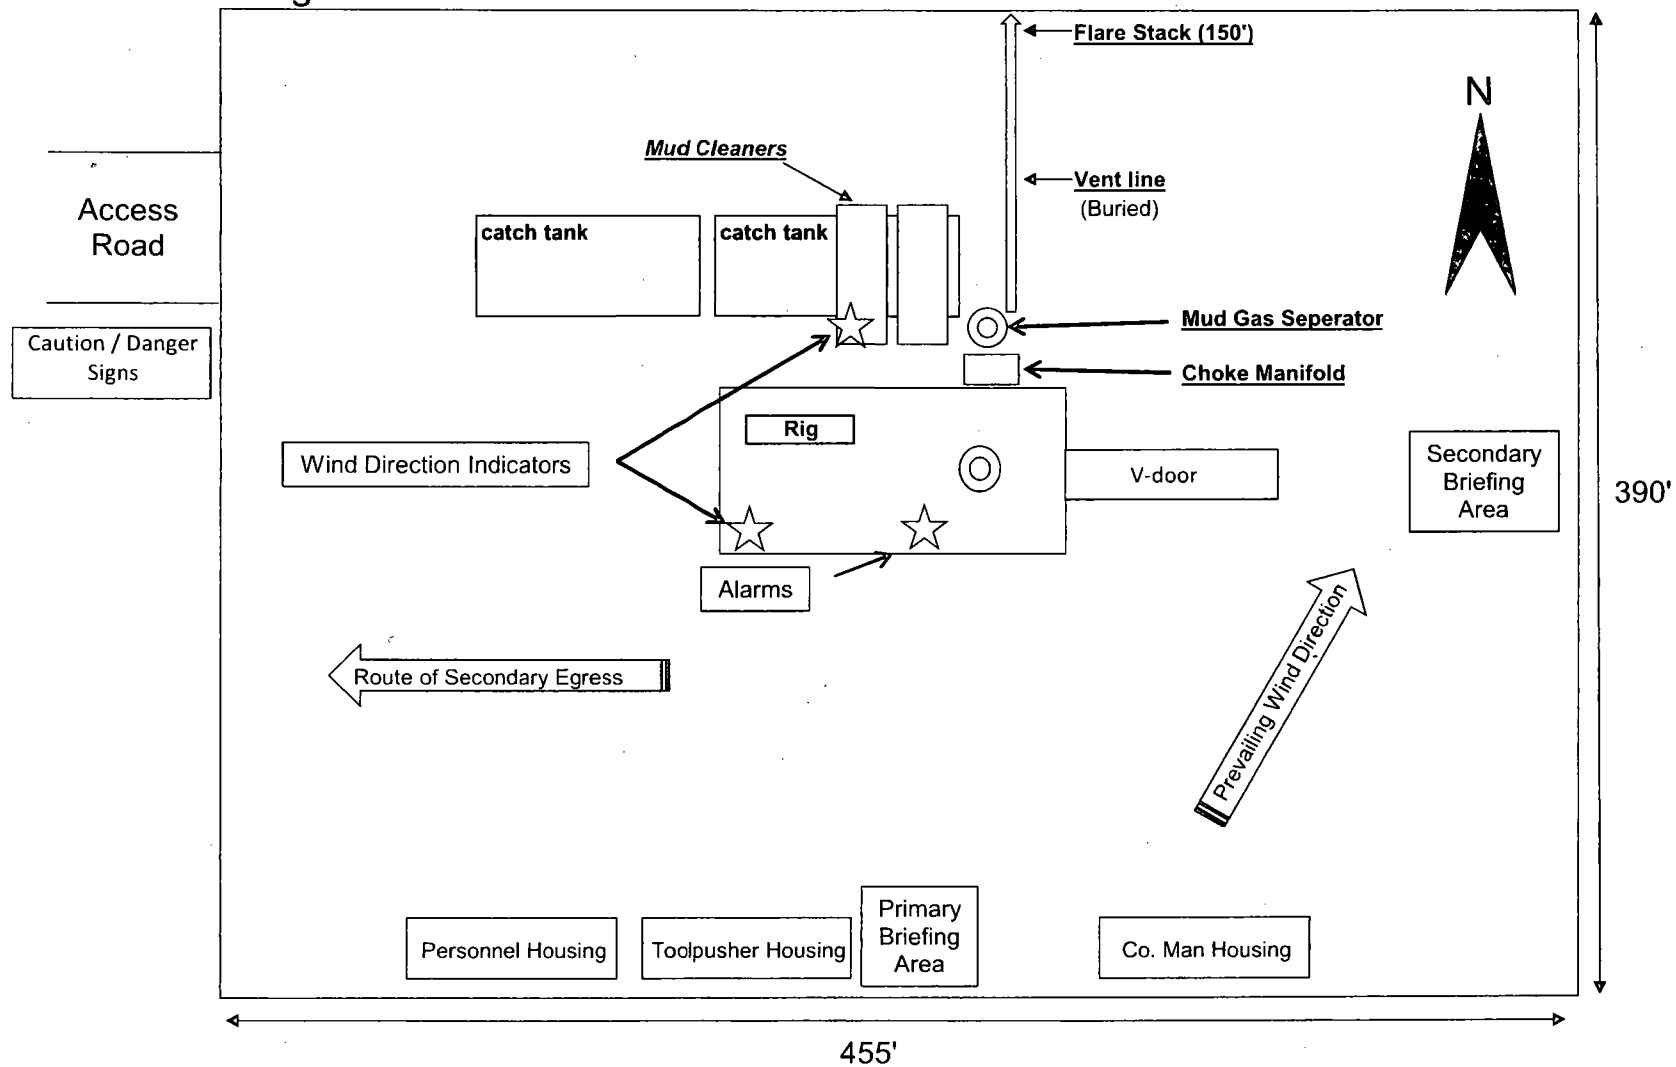 Flare Stack (150')
N
Mud Cleaners
Vent line
(Buried)
Access
Road
catch tank
catch tank
Mud Gas Seperator
Caution / Danger
Signs
Choke Manifold
Rig
Wind Direction Indicators
V-door
Secondary
Briefing
Area
390'
Alarms
Route of Secondary Egress
Prevailing Wind Direction
Personnel Housing
Toolpusher Housing
Primary
Briefing
Area
Co. Man Housing
455'